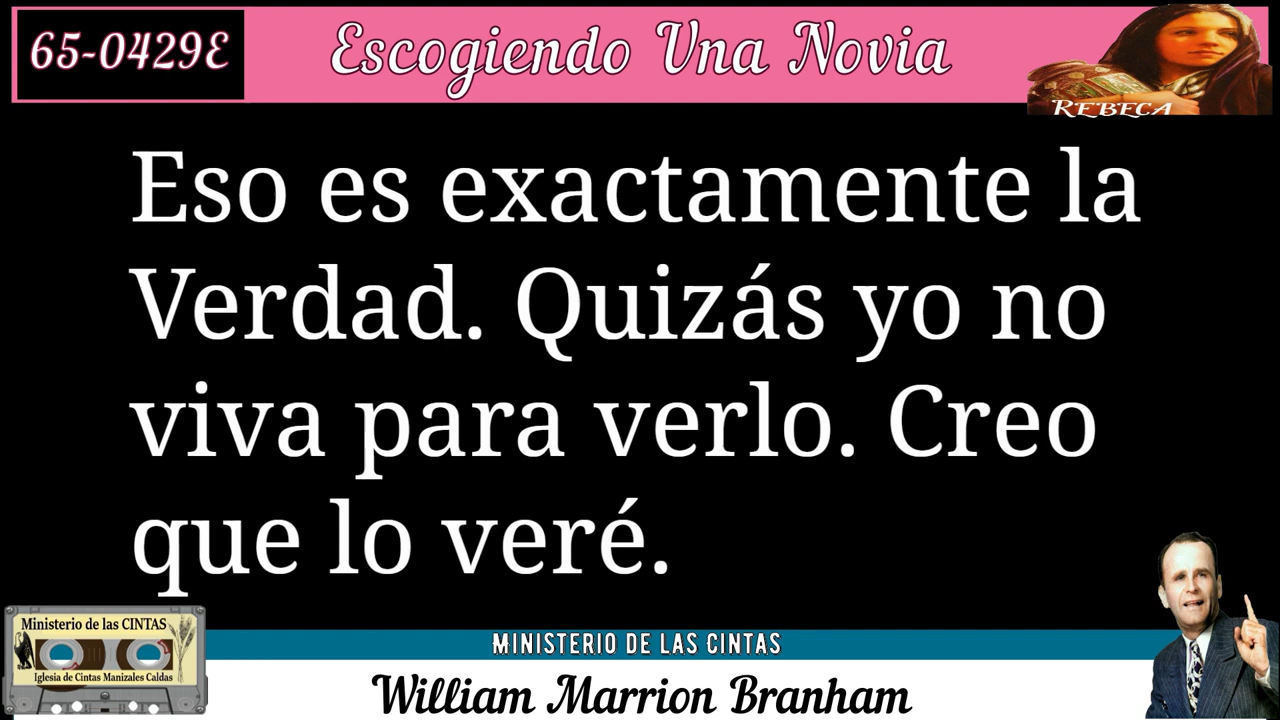 65-0429E
Escogiendo Una Novia
REBECA
Eso es exactamente la
Verdad. Quizás yo no
viva para verlo. Creo
que lo veré.
Ministerio de las CINTAS
Iglesia de Cintas Manizales Caldas
MINISTERIO DE LAS CINTAS
William Marrion Branham